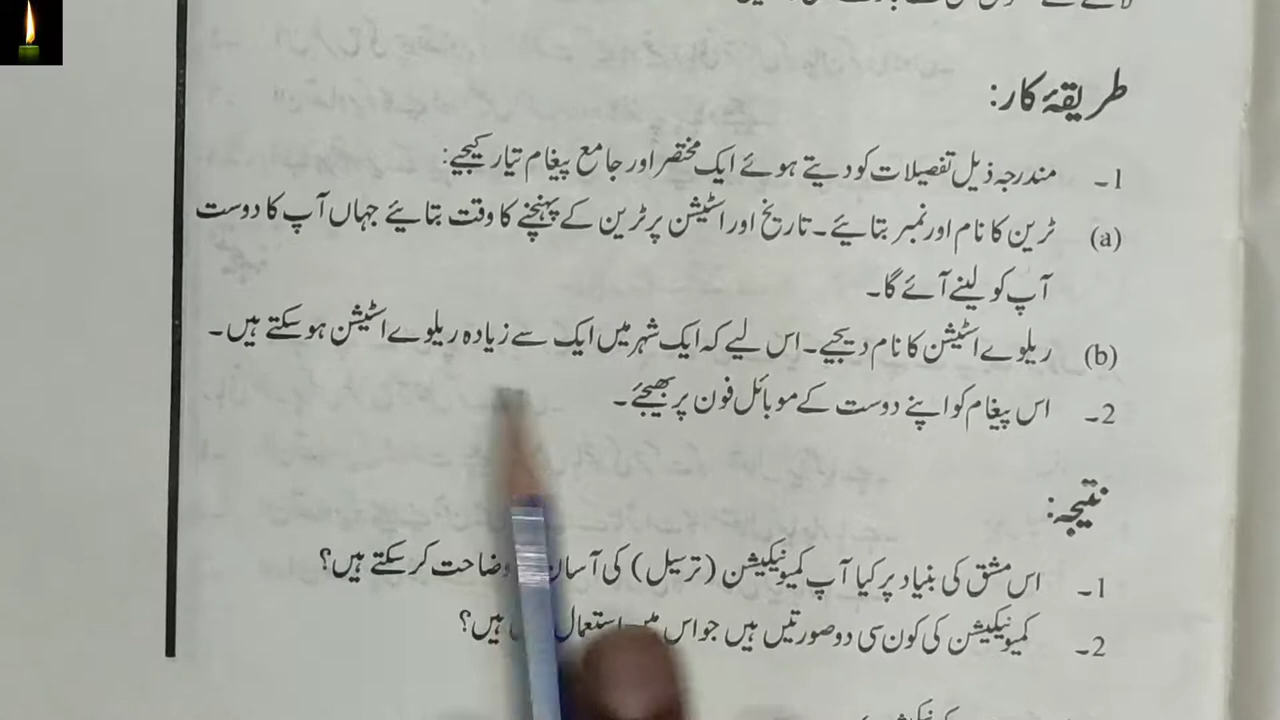 طریقۂ کار:
1۔ مندرجہ ذیل تفصیلات کو دیتے ہوئے ایک مختصر اور جامع پیغام تیار کیجیے:
(a) ٹرین کا نام اور نمبر بتائیے۔ تاریخ اور اسٹیشن پر ٹرین کے پہنچنے کا وقت بتائیے جہاں آپ کا دوست
آپ کو لینے آئے گا۔
(b) ریلوے اسٹیشن کا نام دیجیے۔ اس لیے کہ ایک شہر میں ایک سے زیادہ ریلوے اسٹیشن ہو سکتے ہیں۔
2۔ اس پیغام کو اپنے دوست کے موبائل فون پر بھیجئے۔
نتیجہ:
1۔ اس مشق کی بنیاد پر کیا آپ کمیونیکیشن (ترسیل) کی آسان وضاحت کر سکتے ہیں؟
2۔ کمیونیکیشن کی کون سی دو صورتیں ہیں جو اس میں استعمال ہیں؟